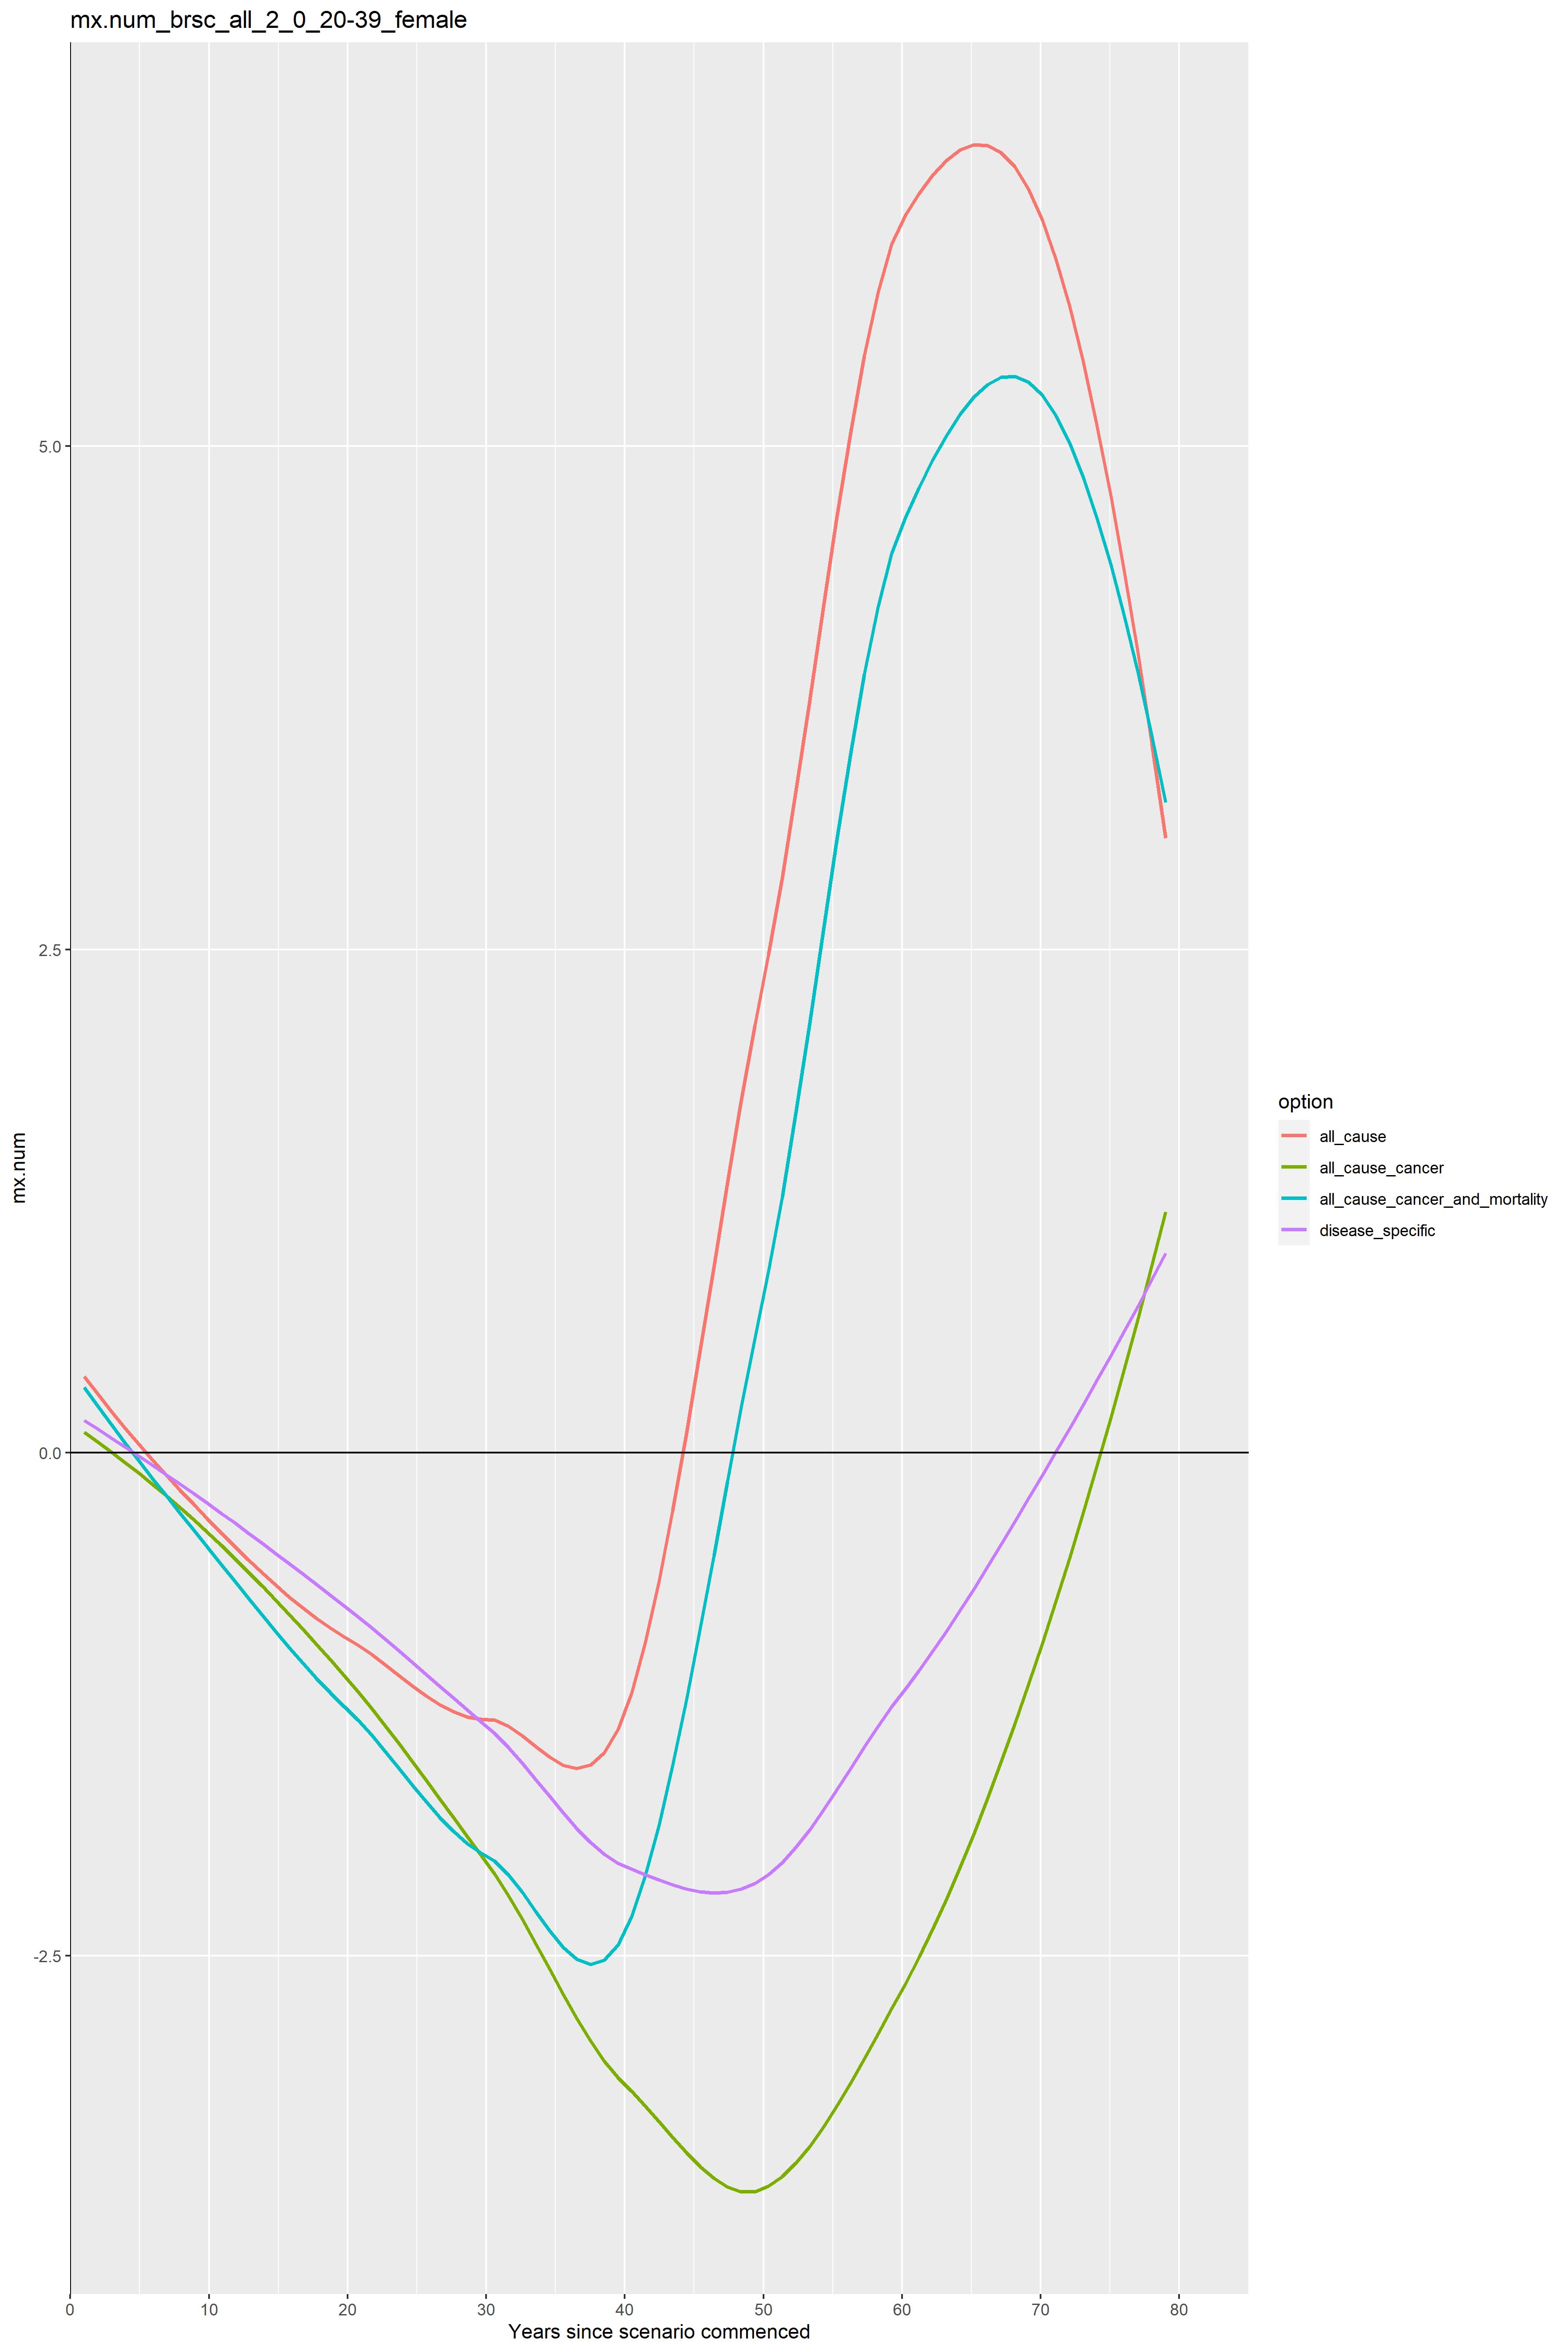 mx.num_brsc_all_2_0_20-39_female
5.0
2.5
0.0
-2.5
mx.num
0 10 20 30 40 50 60 70 80
Years since scenario commenced
option
all_cause
all_cause_cancer
all_cause_cancer_and_mortality
disease_specific